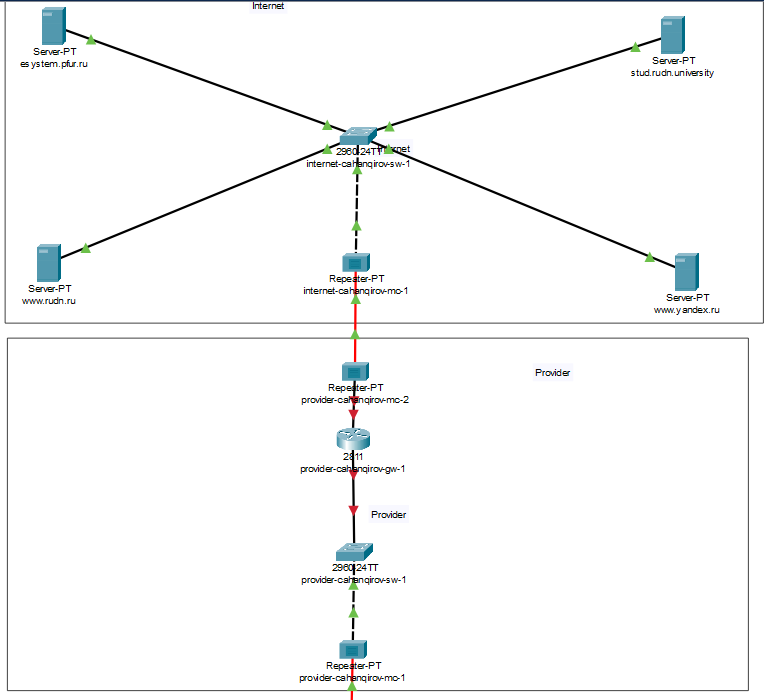 Internet
Server-PT
esystem.pfur.ru
Server-PT
stud.rudn.university
2960-24TT
Internet
internet-cahanqirov-sw-1
Repeater-PT
internet-cahanqirov-mc-1
Server-PT
www.rudn.ru
Server-PT
www.yandex.ru
Provider
Repeater-PT
provider-cahanqirov-mc-2
2811
provider-cahanqirov-gw-1
Provider
2960-24TT
provider-cahanqirov-sw-1
Repeater-PT
provider-cahanqirov-mc-1